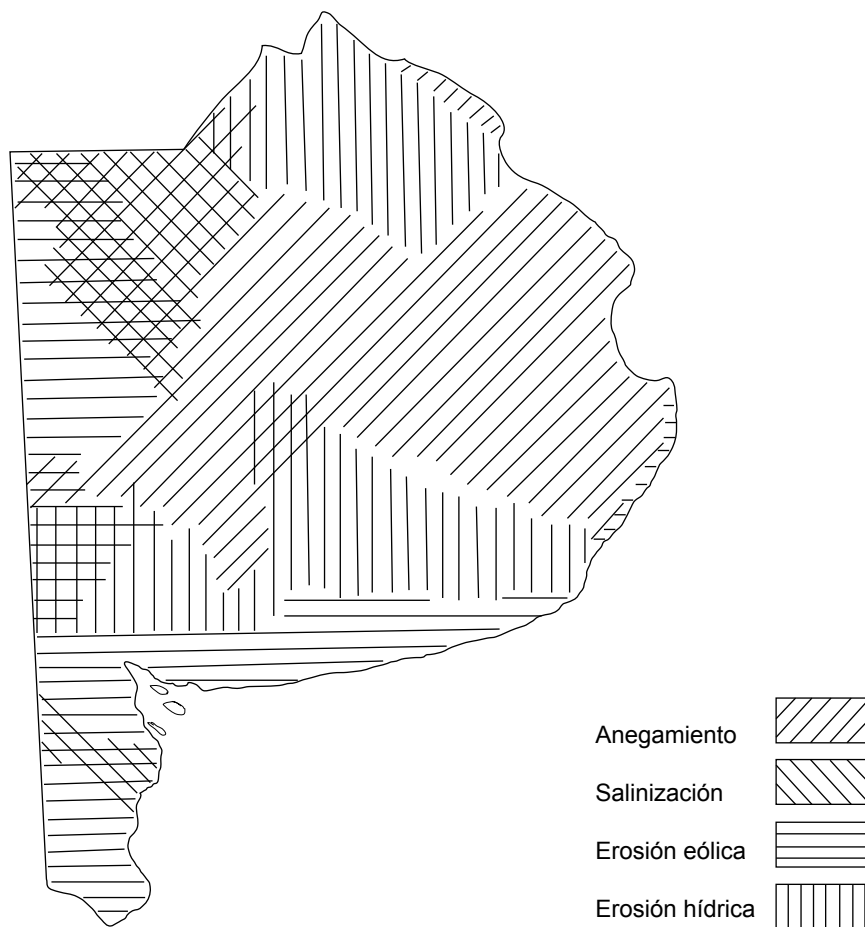 Anegamiento
Salinización
Erosión eólica
Erosión hídrica